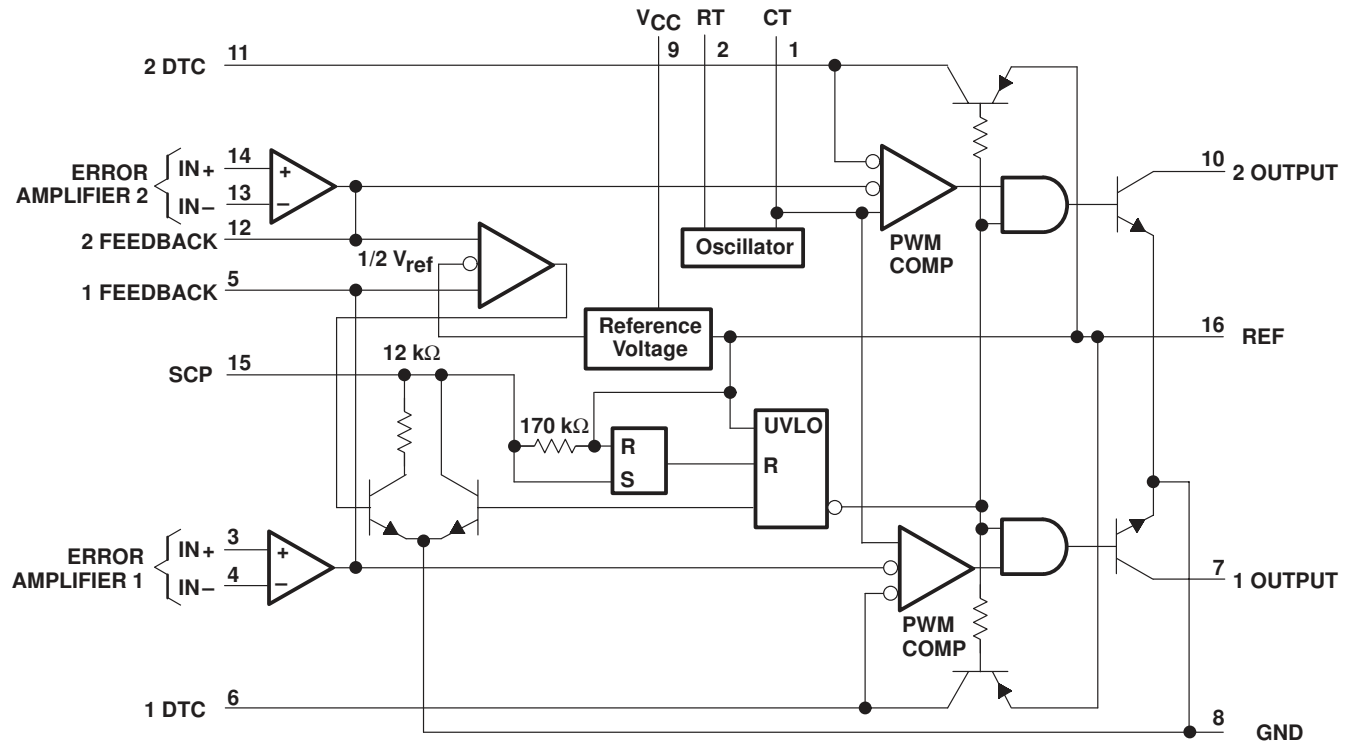 VCC RT CT
9 2 1
2 DTC 11
ERROR
AMPLIFIER 2
IN+ 14
IN− 13
+
−
2 FEEDBACK 12
1/2 Vref
1 FEEDBACK 5
Oscillator
PWM
COMP
10 2 OUTPUT
Reference
Voltage
16 REF
SCP 15
12 kΩ
170 kΩ
R
S
UVLO
R
ERROR
AMPLIFIER 1
IN+ 3
IN− 4
+
−
PWM
COMP
7 1 OUTPUT
1 DTC 6
8 GND